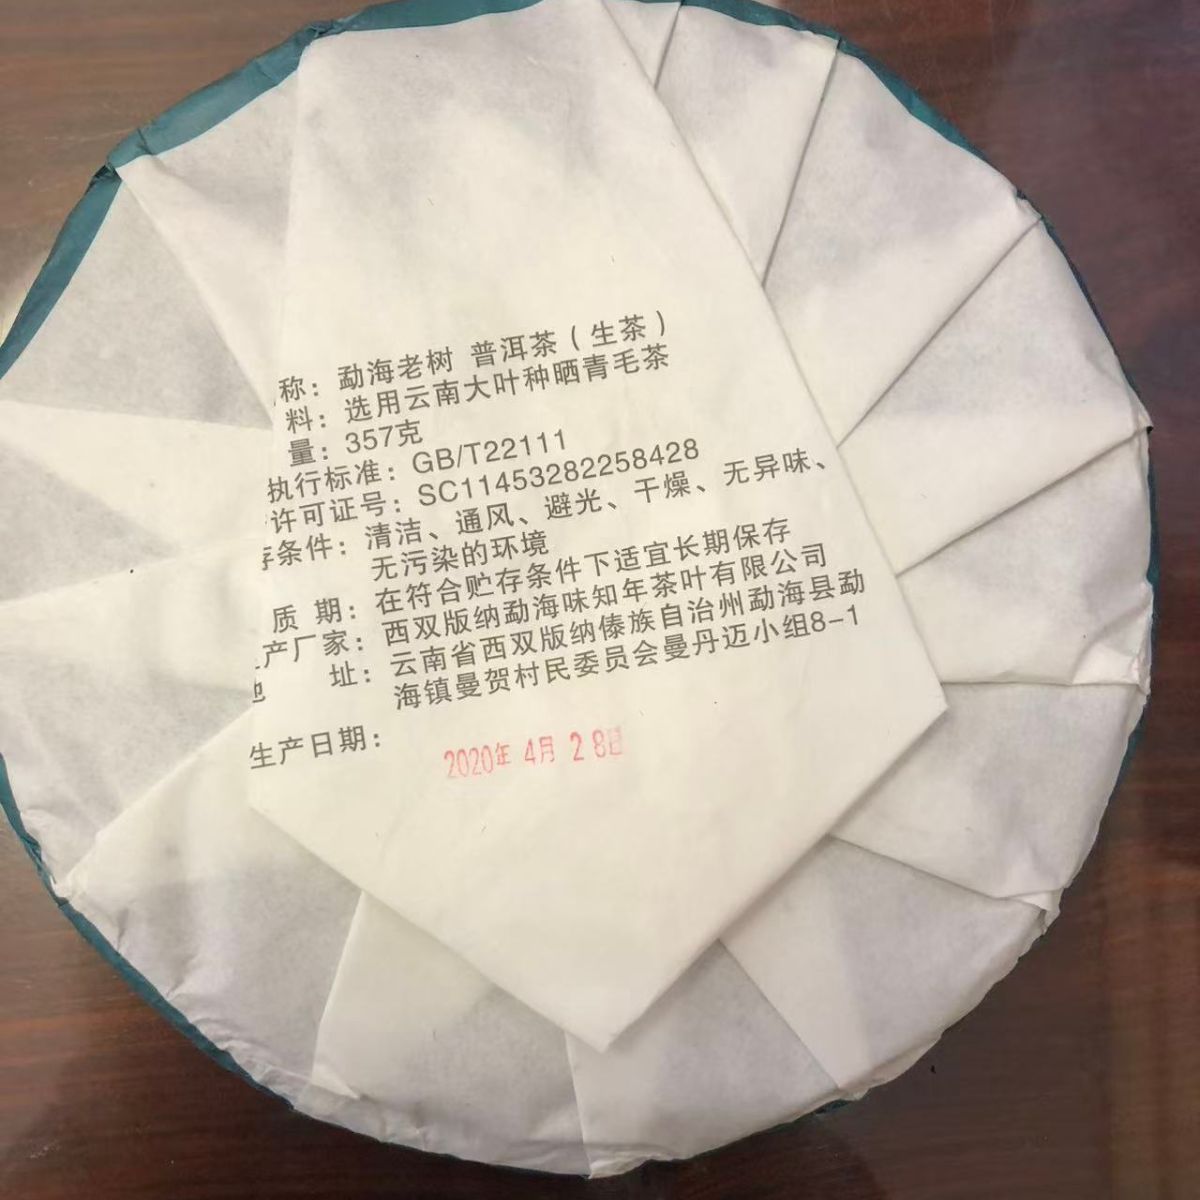 称：勐海老树 普洱茶（生茶）
料：选用云南大叶种晒青毛茶
量：357克
执行标准：GB/T22111
许可证号：SC11453282258428
存条件：清洁、通风、避光、干燥、无异味、
无污染的环境
质 期：在符合贮存条件下适宜长期保存
产厂家：西双版纳勐海味知年茶叶有限公司
址：云南省西双版纳傣族自治州勐海县勐
海镇曼贺村民委员会曼丹迈小组8-1
生产日期：
2020年 4月 28日